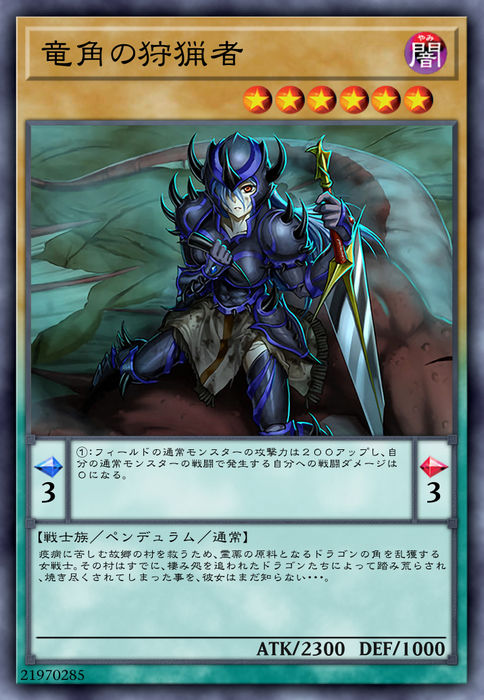 竜角の狩猟者
やみ
闇
①:フィールドの通常モンスターの攻撃力は２００アップし、自
分の通常モンスターの戦闘で発生する自分への戦闘ダメージは
０になる。
3
3
【戦士族／ペンデュラム／通常】
疫病に苦しむ故郷の村を救うため、霊薬の原料となるドラゴンの角を乱獲する
女戦士。その村はすでに、棲み処を追われたドラゴンたちによって踏み荒らされ
、焼き尽くされてしまった事を、彼女はまだ知らない・・・。
ATK/2300 DEF/1000
21970285